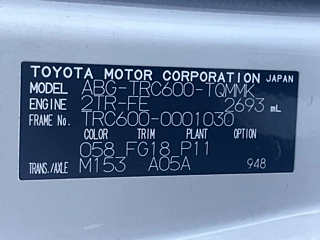 TOYOTA MOTOR CORPORATION JAPAN
MODEL ABG-TRC600-TQMMK
ENGINE 2TR-FE 2693 mL
FRAME No. TRC600-0001030
COLOR TRIM PLANT OPTION
058 FG18 P11
TRANS./AXLE M153 A05A 948